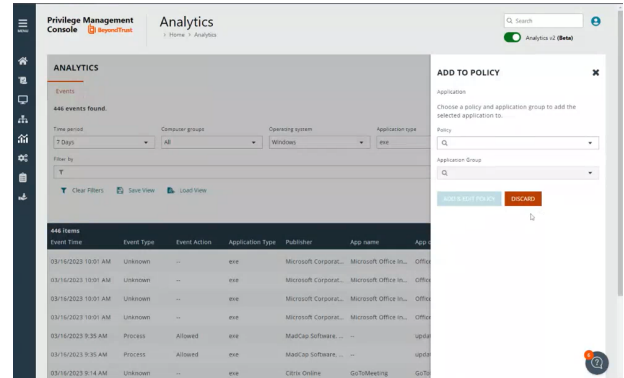 MENU
Privilege Management
Console BeyondTrust
Analytics
> Home > Analytics
Search
Analytics v2 (Beta)
ANALYTICS
Events
446 events found.
Time period
Computer groups
Operating system
Application type
7 Days
All
Windows
exe
Filter by
Clear Filters
Save View
Load View
446 items
Event Time Event Type Event Action Application Type Publisher App name App d
03/16/2023 10:01 AM Unknown -- exe Microsoft Corporat... Microsoft Office In... Office
03/16/2023 10:01 AM Unknown -- exe Microsoft Corporat... Microsoft Office In... Office
03/16/2023 10:01 AM Unknown -- exe Microsoft Corporat... Microsoft Office In... Office
03/16/2023 10:01 AM Unknown -- exe Microsoft Corporat... Microsoft Office In... Office
03/16/2023 9:35 AM Process Allowed exe MadCap Software, ... -- updat
03/16/2023 9:35 AM Process Allowed exe MadCap Software, ... -- updat
03/16/2023 9:14 AM Unknown -- exe Citrix Online GoToMeeting GoTo
ADD TO POLICY
Application
Choose a policy and application group to add the
selected application to.
Policy
Application Group
ADD & EDIT POLICY
DISCARD